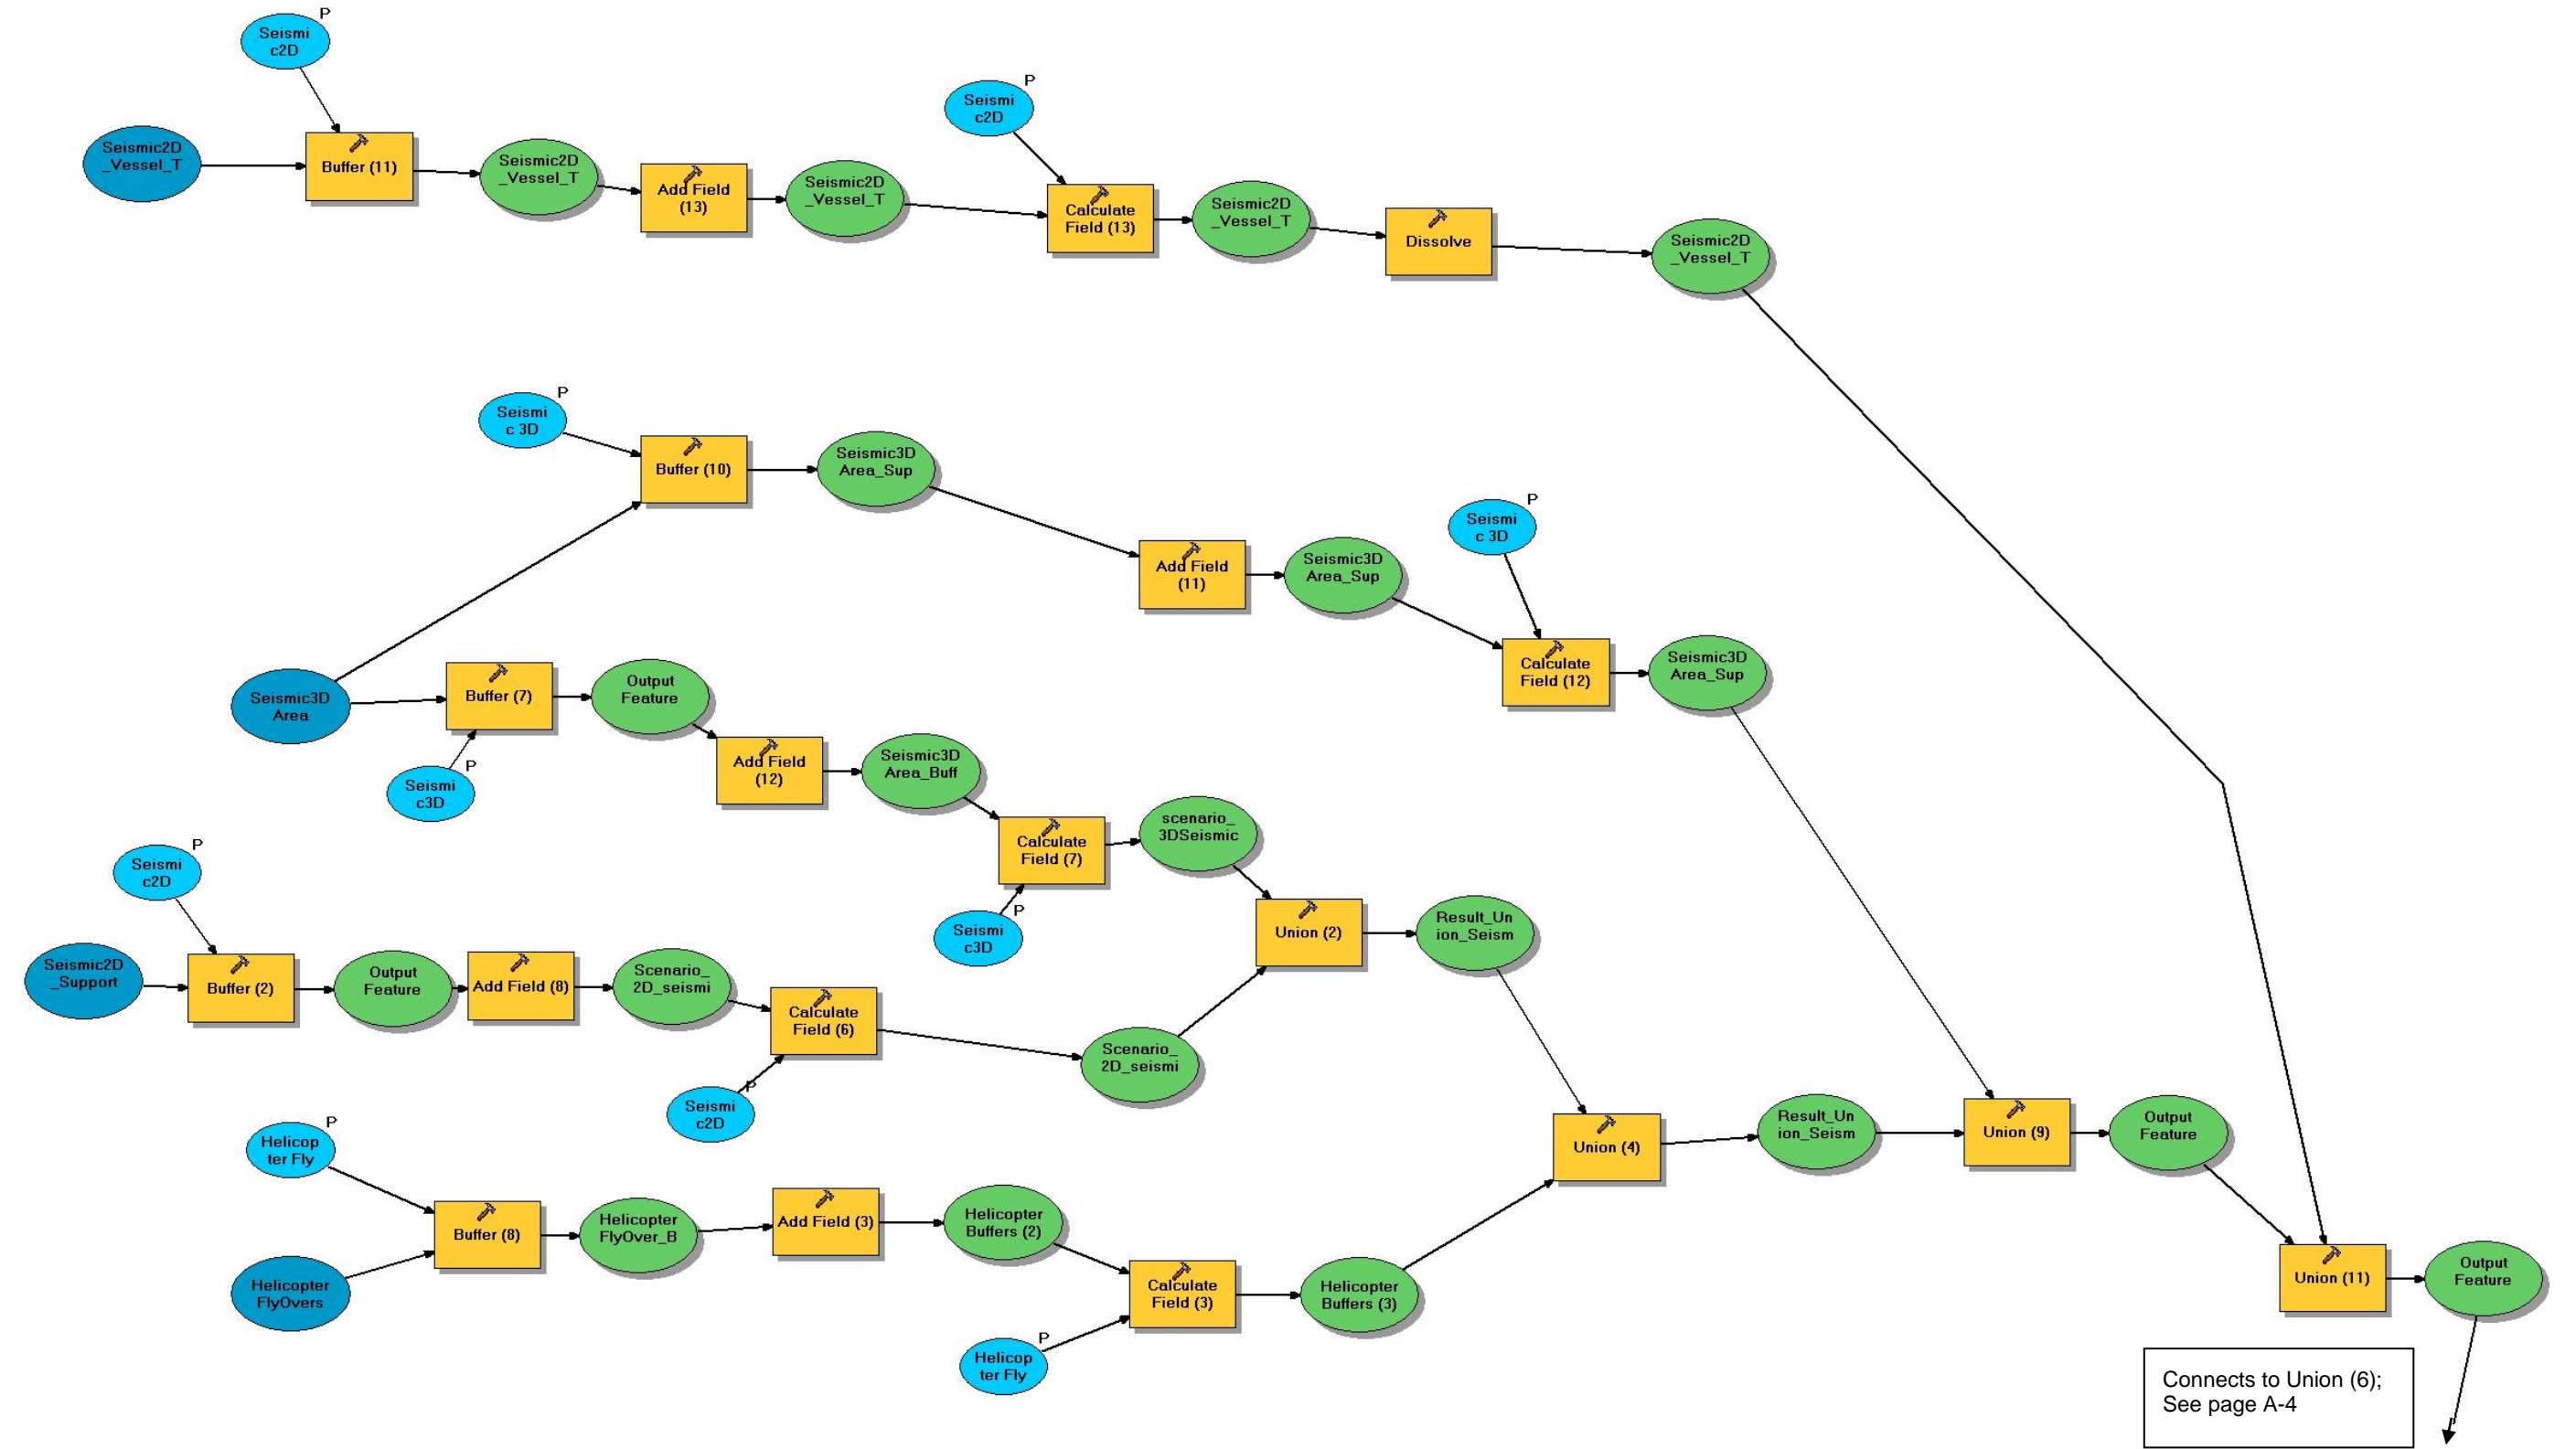 P
Seismi
c2D
Seismic2D
_Vessel_T
Buffer (11)
Seismic2D
_Vessel_T
Add Field
(13)
Seismic2D
_Vessel_T
P
Seismi
c2D
Calculate
Field (13)
Seismic2D
_Vessel_T
Dissolve
Seismic2D
_Vessel_T
P
Seismi
c 3D
Buffer (10)
Seismic3D
Area_Sup
Add Field
(11)
Seismic3D
Area_Sup
P
Seismi
c 3D
Calculate
Field (12)
Seismic3D
Area_Sup
Seismic3D
Area
Buffer (7)
P
Seismi
c3D
Output
Feature
Add Field
(12)
Seismic3D
Area_Buff
Calculate
Field (7)
P
Seismi
c3D
scenario_
3DSeismic
Union (2)
Result_Un
ion_Seism
P
Seismi
c2D
Seismic2D
_Support
Buffer (2)
Output
Feature
Add Field (8)
Scenario_
2D_seismi
Calculate
Field (6)
P
Seismi
c2D
Scenario_
2D_seismi
P
Helicop
ter Fly
Helicopter
FlyOvers
Buffer (8)
Helicopter
FlyOver_B
Add Field (3)
Helicopter
Buffers (2)
Calculate
Field (3)
P
Helicop
ter Fly
Helicopter
Buffers (3)
Union (4)
Result_Un
ion_Seism
Union (9)
Output
Feature
Union (11)
Output
Feature
Connects to Union (6);
See page A-4